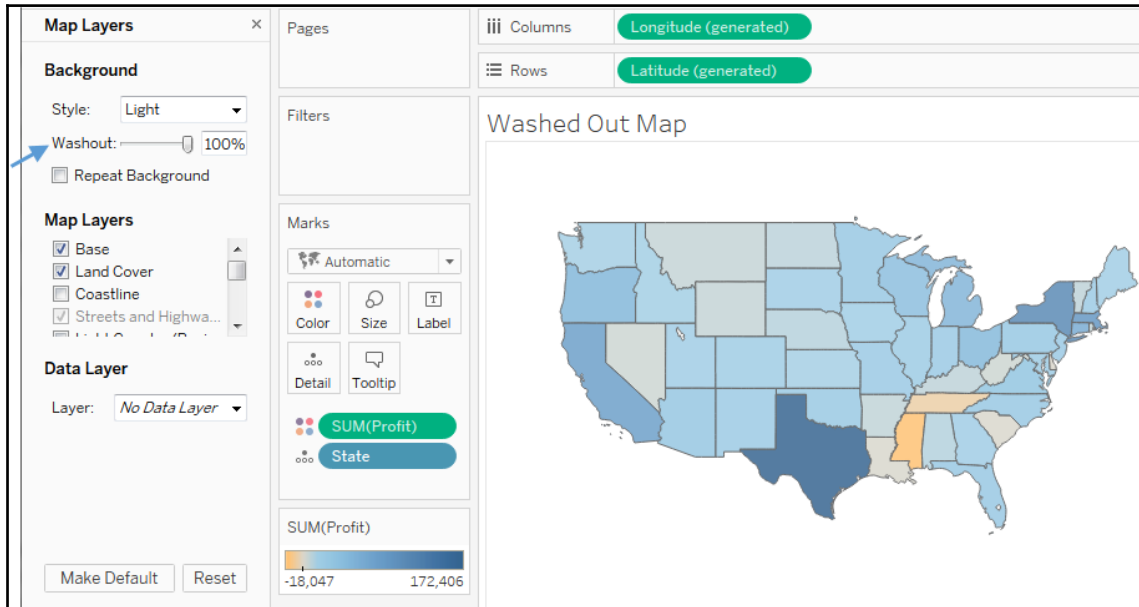 Map Layers ×
Background
Style: Light
Washout: 100%
Repeat Background
Map Layers
Base
Land Cover
Coastline
Streets and Highwa...
Data Layer
Layer: No Data Layer
Make Default Reset
Pages
Filters
Marks
Automatic
Color Size T Label
Detail Tooltip
SUM(Profit)
State
SUM(Profit)
-18,047 172,406
iii Columns Longitude (generated)
Rows Latitude (generated)
Washed Out Map